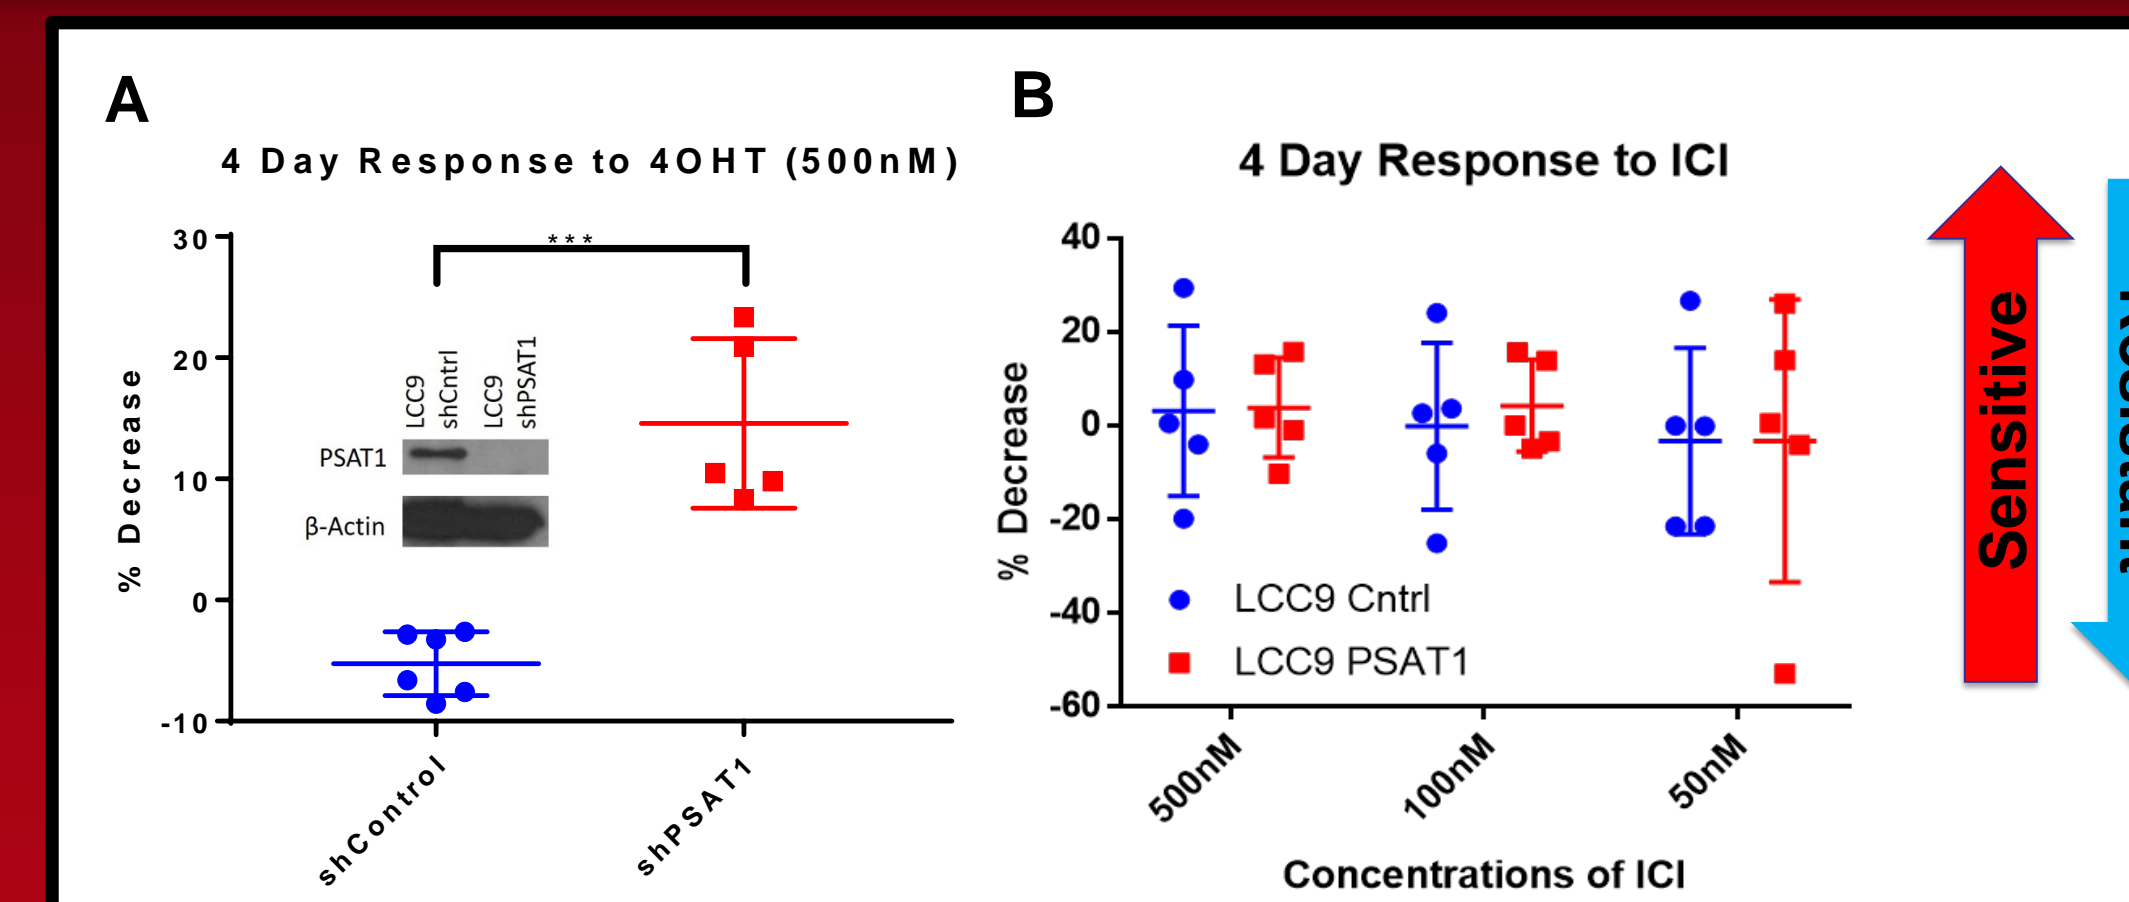 A
4 Day Response to 4OHT (500nM)
% Decrease
30
20
10
0
-10
***
LCC9
shCntrl
LCC9
shPSAT1
PSAT1
β-Actin
shControl
shPSAT1
B
4 Day Response to ICI
% Decrease
40
20
0
-20
-40
-60
LCC9 Cntrl
LCC9 PSAT1
500nM
100nM
50nM
Concentrations of ICI
Sensitive